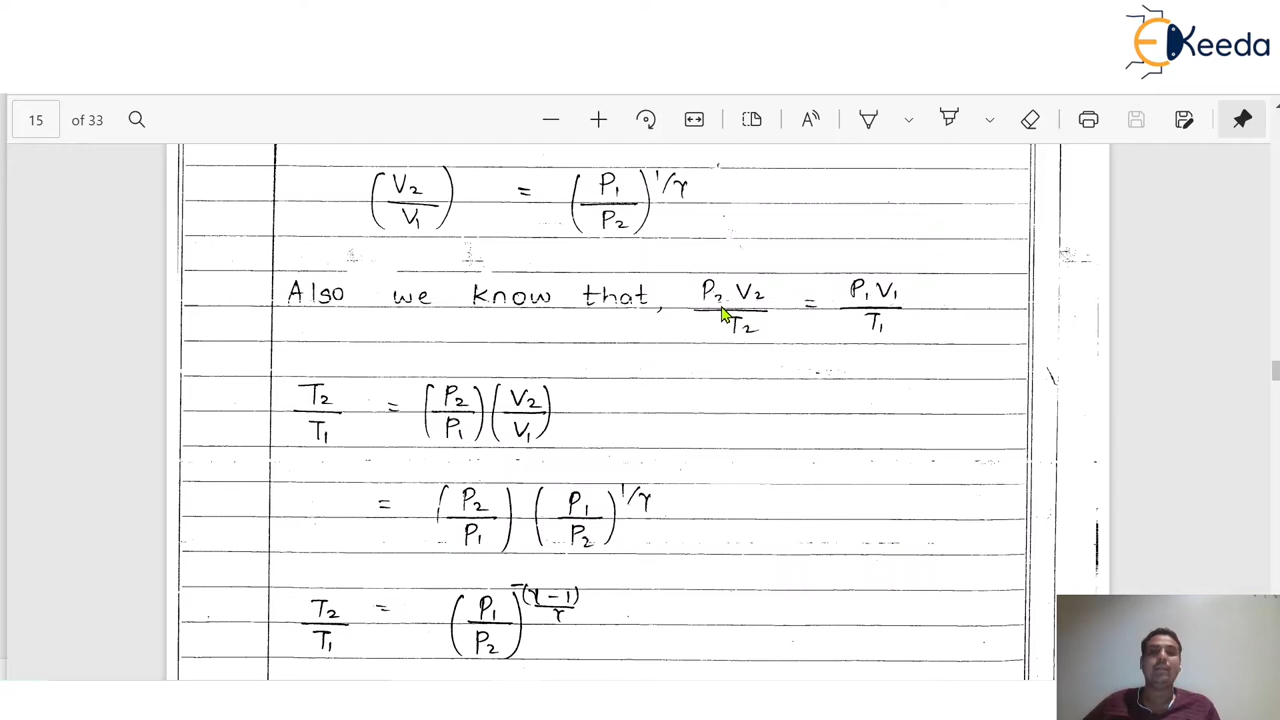 EKeeda
15 of 33
(V2/V1) = (P1/P2)^1/γ
Also we know that, P2 V2/T2 = P1 V1/T1
T2/T1 = (P2/P1)(V2/V1)
= (P2/P1) (P1/P2)^1/γ
T2/T1 = (P1/P2)^-(γ-1)/γ